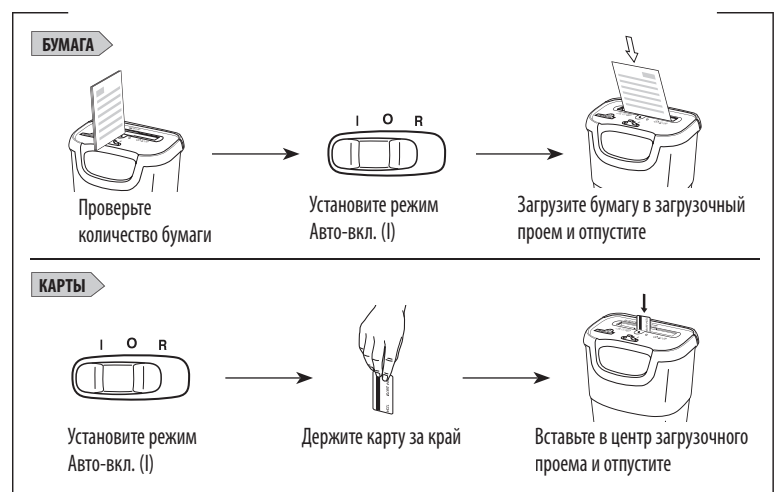 БУМАГА
I O R
Проверьте
количество бумаги
Установите режим
Авто-вкл. (I)
Загрузите бумагу в загрузочный
проем и отпустите
КАРТЫ
I O R
Установите режим
Авто-вкл. (I)
Держите карту за край
Вставьте в центр загрузочного
проема и отпустите